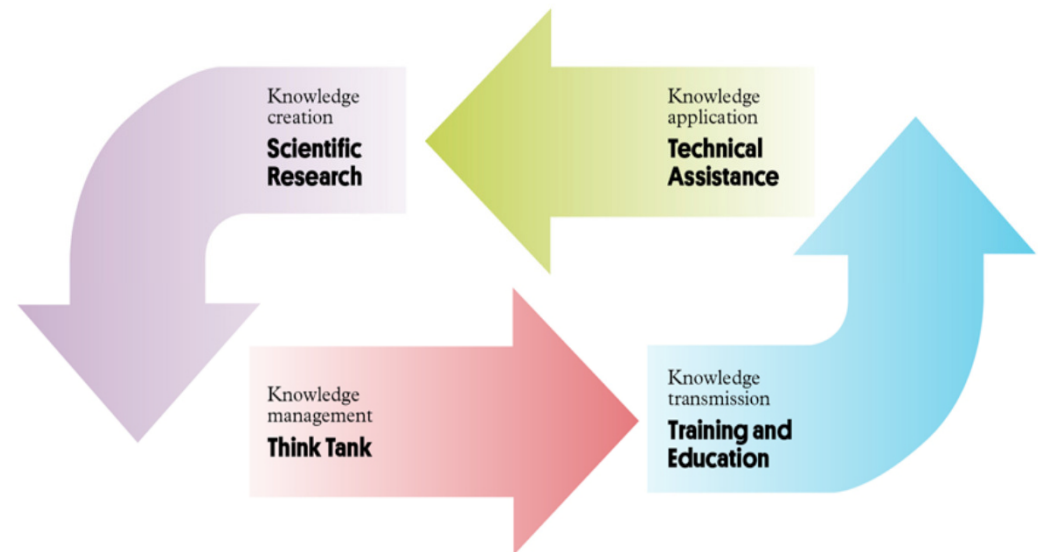 Knowledge
creation
Scientific
Research
Knowledge
application
Technical
Assistance
Knowledge
management
Think Tank
Knowledge
transmission
Training and
Education